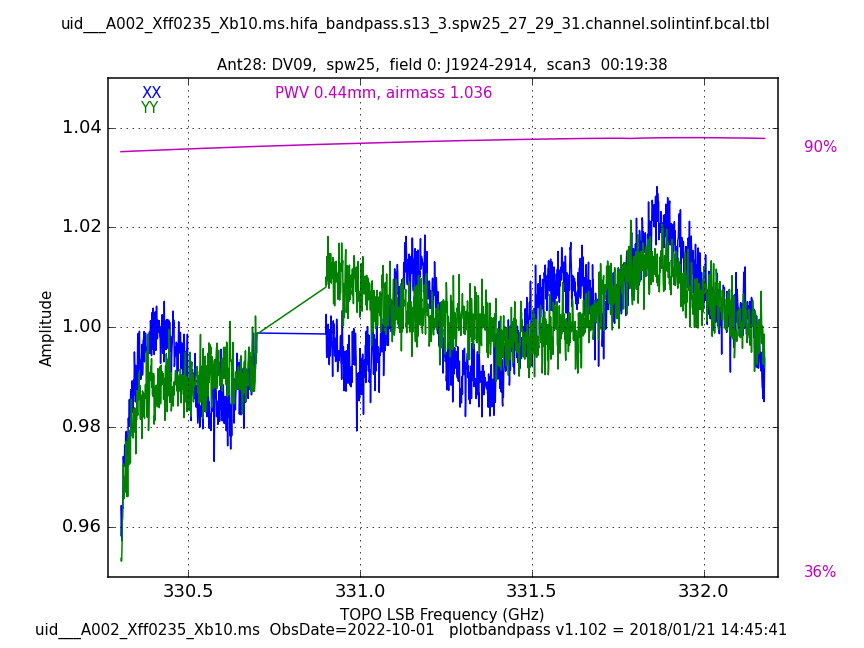 uid___A002_Xff0235_Xb10.ms.hifa_bandpass.s13_3.spw25_27_29_31.channel.solintinf.bcal.tbl
Ant28: DV09,  spw25,  field 0: J1924-2914,  scan3  00:19:38
XX
PWV 0.44mm, airmass 1.036
YY
1.04
90%
1.02
1.00
Amplitude
0.98
0.96
36%
330.5
331.0
331.5
332.0
TOPO LSB Frequency (GHz)
uid___A002_Xff0235_Xb10.ms  ObsDate=2022-10-01   plotbandpass v1.102 = 2018/01/21 14:45:41